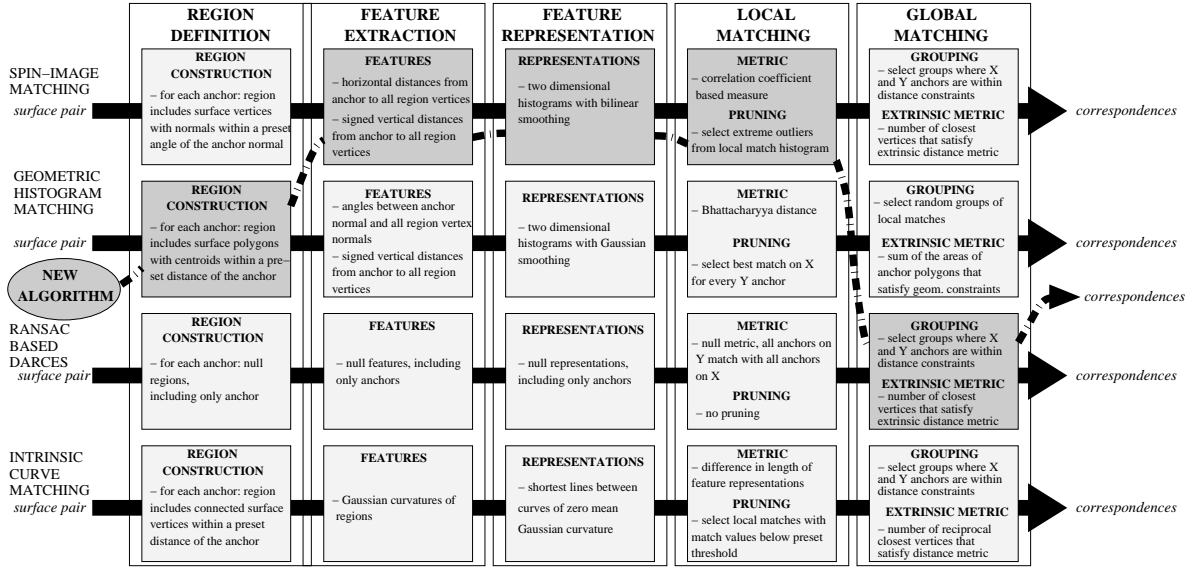 REGION
DEFINITION
FEATURE
EXTRACTION
FEATURE
REPRESENTATION
LOCAL
MATCHING
GLOBAL
MATCHING
SPIN–IMAGE
MATCHING
surface pair
REGION
CONSTRUCTION
– for each anchor: region
includes surface vertices
with normals within a preset
angle of the anchor normal
FEATURES
– horizontal distances from
anchor to all region vertices
– signed vertical distances
from anchor to all region
vertices
REPRESENTATIONS
– two dimensional
histograms with bilinear
smoothing
METRIC
– correlation coefficient
based measure
PRUNING
– select extreme outliers
from local match histogram
GROUPING
– select groups where X
and Y anchors are within
distance constraints
EXTRINSIC METRIC
– number of closest
vertices that satisfy
extrinsic distance metric
correspondences
GEOMETRIC
HISTOGRAM
MATCHING
surface pair
REGION
CONSTRUCTION
– for each anchor: region
includes surface polygons
with centroids within a pre–
set distance of the anchor
FEATURES
– angles between anchor
normal and all region vertex
normals
– signed vertical distances
from anchor to all region
vertices
REPRESENTATIONS
– two dimensional
histograms with Gaussian
smoothing
METRIC
– Bhattacharyya distance
PRUNING
– select best match on X
for every Y anchor
GROUPING
– select random groups of
local matches
EXTRINSIC METRIC
– sum of the areas of
anchor polygons that
satisfy geom. constraints
correspondences
NEW
ALGORITHM
correspondences
RANSAC
BASED
DARCES
surface pair
REGION
CONSTRUCTION
– for each anchor: null
regions,
including only anchor
FEATURES
– null features, including
only anchors
REPRESENTATIONS
– null representations,
including only anchors
METRIC
– null metric, all anchors on
Y match with all anchors
on X
PRUNING
– no pruning
GROUPING
– select groups where X
and Y anchors are within
distance constraints
EXTRINSIC METRIC
– number of closest
vertices that satisfy
extrinsic distance metric
correspondences
INTRINSIC
CURVE
MATCHING
surface pair
REGION
CONSTRUCTION
– for each anchor: region
includes connected surface
vertices within a preset
distance of the anchor
FEATURES
– Gaussian curvatures of
regions
REPRESENTATIONS
– shortest lines between
curves of zero mean
Gaussian curvature
METRIC
– difference in length of
feature representations
PRUNING
– select local matches with
match values below preset
threshold
GROUPING
– select groups where X
and Y anchors are within
distance constraints
EXTRINSIC METRIC
– number of reciprocal
closest vertices that
satisfy distance metric
correspondences